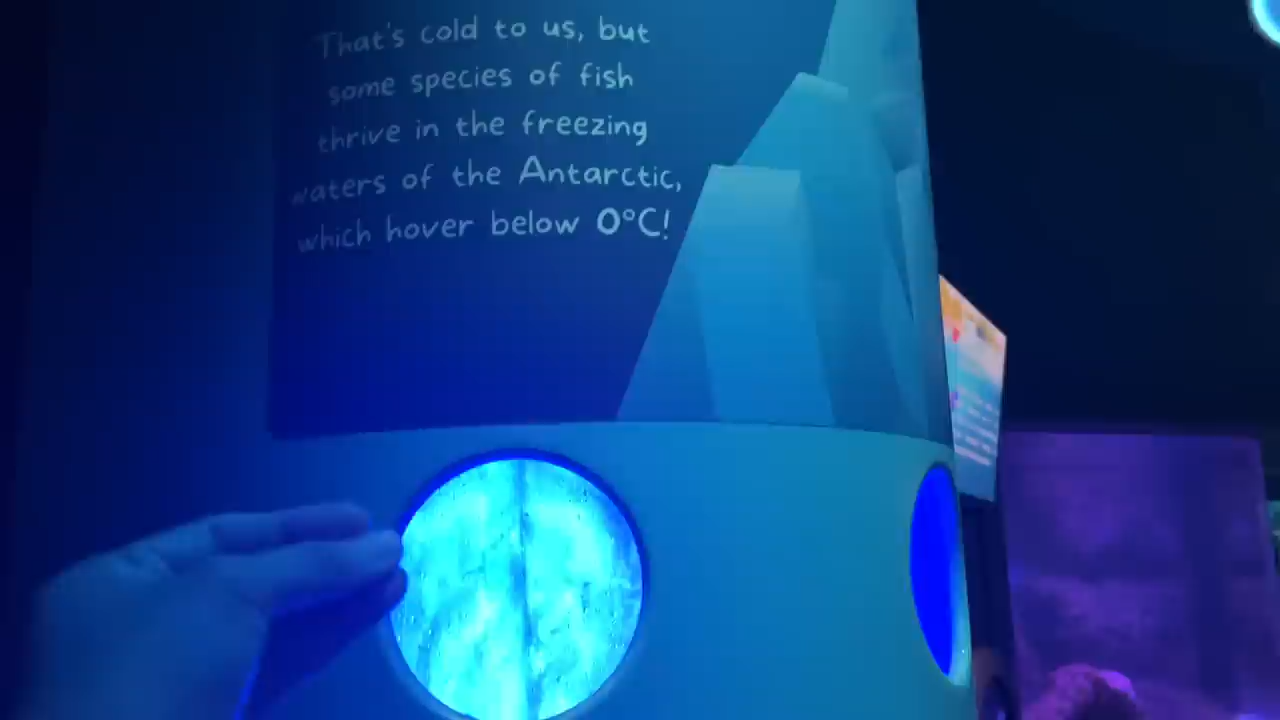 That's cold to us, but
some species of fish
thrive in the freezing
waters of the Antarctic,
which hover below 0°C!